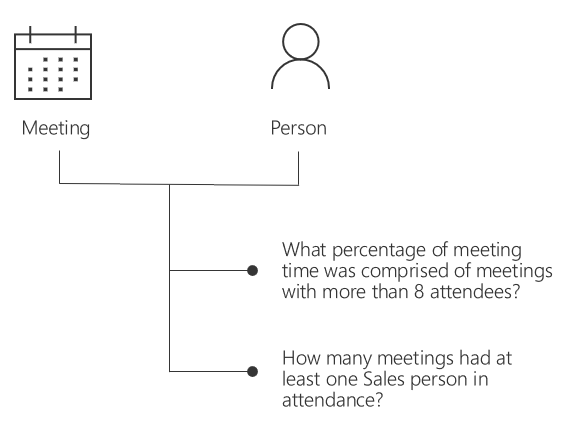 Meeting
Person
What percentage of meeting
time was comprised of meetings
with more than 8 attendees?
How many meetings had at
least one Sales person in
attendance?